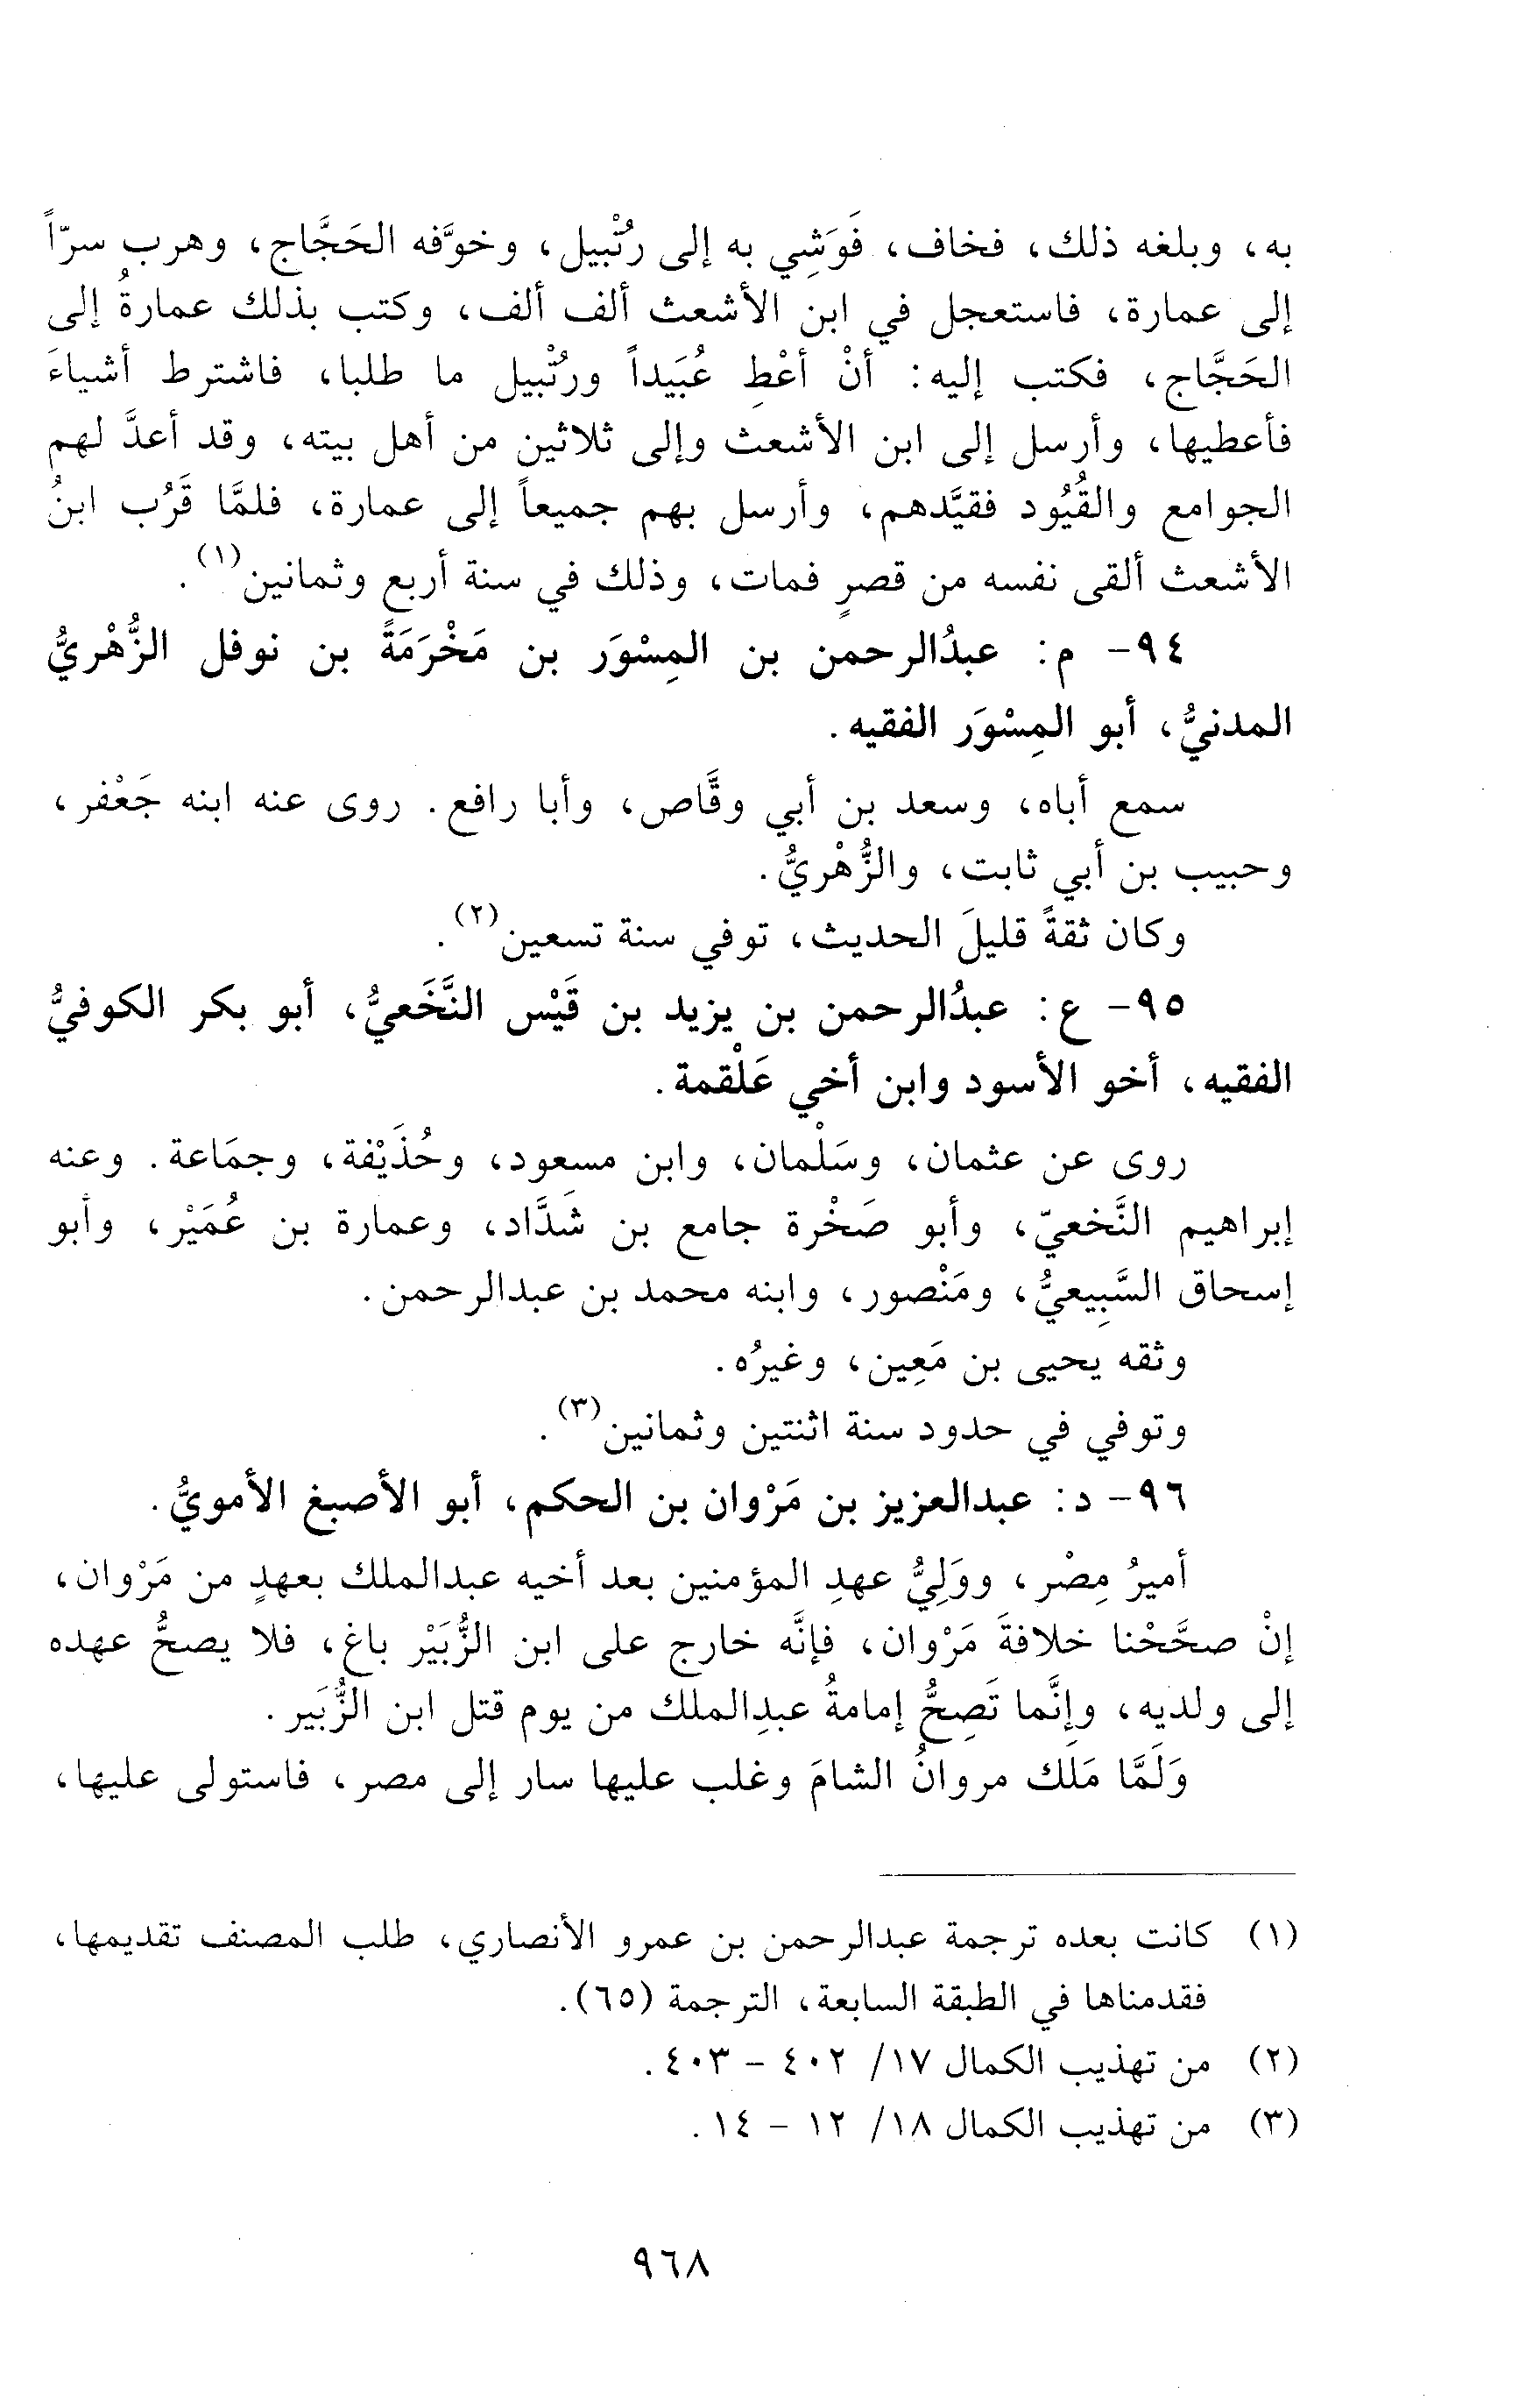 به، وبلغه ذلك، فخاف، فَوَشِي به إلى رُتْبيل، وخوَّفه الحَجَّاج، وهرب سرّاً
إلى عمارة، فاستعجل في ابن الأشعث ألف ألف، وكتب بذلك عمارةُ إلى
الحَجَّاج، فكتب إليه: أنْ أعْطِ عُبَيداً ورُتْبيل ما طلبا، فاشترط أشياءَ
فأعطيها، وأرسل إلى ابن الأشعث وإلى ثلاثين من أهل بيته، وقد أعدَّ لهم
الجوامع والقُيُود فقيَّدهم، وأرسل بهم جميعاً إلى عمارة، فلمَّا قَرُب ابنُ
الأشعث ألقى نفسه من قصرٍ فمات، وذلك في سنة أربع وثمانين(١).
٩٤- م: عبدُالرحمن بن المِسْوَر بن مَخْرَمَةَ بن نوفل الزُّهْريُّ
المدنيُّ، أبو المِسْوَر الفقيه.
سمع أباه، وسعد بن أبي وقَّاص، وأبا رافع. روى عنه ابنه جَعْفر،
وحبيب بن أبي ثابت، والزُّهْريُّ.
وكان ثقةً قليلَ الحديث، توفي سنة تسعين(٢).
٩٥- ع: عبدُالرحمن بن يزيد بن قَيْس النَّخَعيُّ، أبو بكر الكوفيُّ
الفقيه، أخو الأسود وابن أخي عَلْقمة.
روى عن عثمان، وسَلْمان، وابن مسعود، وحُذَيْفة، وجمَاعة. وعنه
إبراهيم النَّخعيّ، وأبو صَخْرة جامع بن شَدَّاد، وعمارة بن عُمَيْر، وأبو
إسحاق السَّبِيعيُّ، ومَنْصور، وابنه محمد بن عبدالرحمن.
وثقه يحيى بن مَعِين، وغيرُه.
وتوفي في حدود سنة اثنتين وثمانين(٣).
٩٦- د: عبدالعزيز بن مَرْوان بن الحكم، أبو الأصبغ الأمويُّ.
أميرُ مِصْر، ووَلِيُّ عهدِ المؤمنين بعد أخيه عبدالملك بعهدٍ من مَرْوان،
إنْ صحَّحْنا خلافةَ مَرْوان، فإنَّه خارج على ابن الزُّبَيْر باغ، فلا يصحُّ عهده
إلى ولديه، وإنَّما تَصِحُّ إمامةُ عبدِالملك من يوم قتل ابن الزُّبَير.
وَلَمَّا مَلَك مروانُ الشامَ وغلب عليها سار إلى مصر، فاستولى عليها،
(١) كانت بعده ترجمة عبدالرحمن بن عمرو الأنصاري، طلب المصنف تقديمها،
فقدمناها في الطبقة السابعة، الترجمة (٦٥).
(٢) من تهذيب الكمال ١٧/ ٤٠٢ - ٤٠٣.
(٣) من تهذيب الكمال ١٨/ ١٢ - ١٤.
٩٦٨